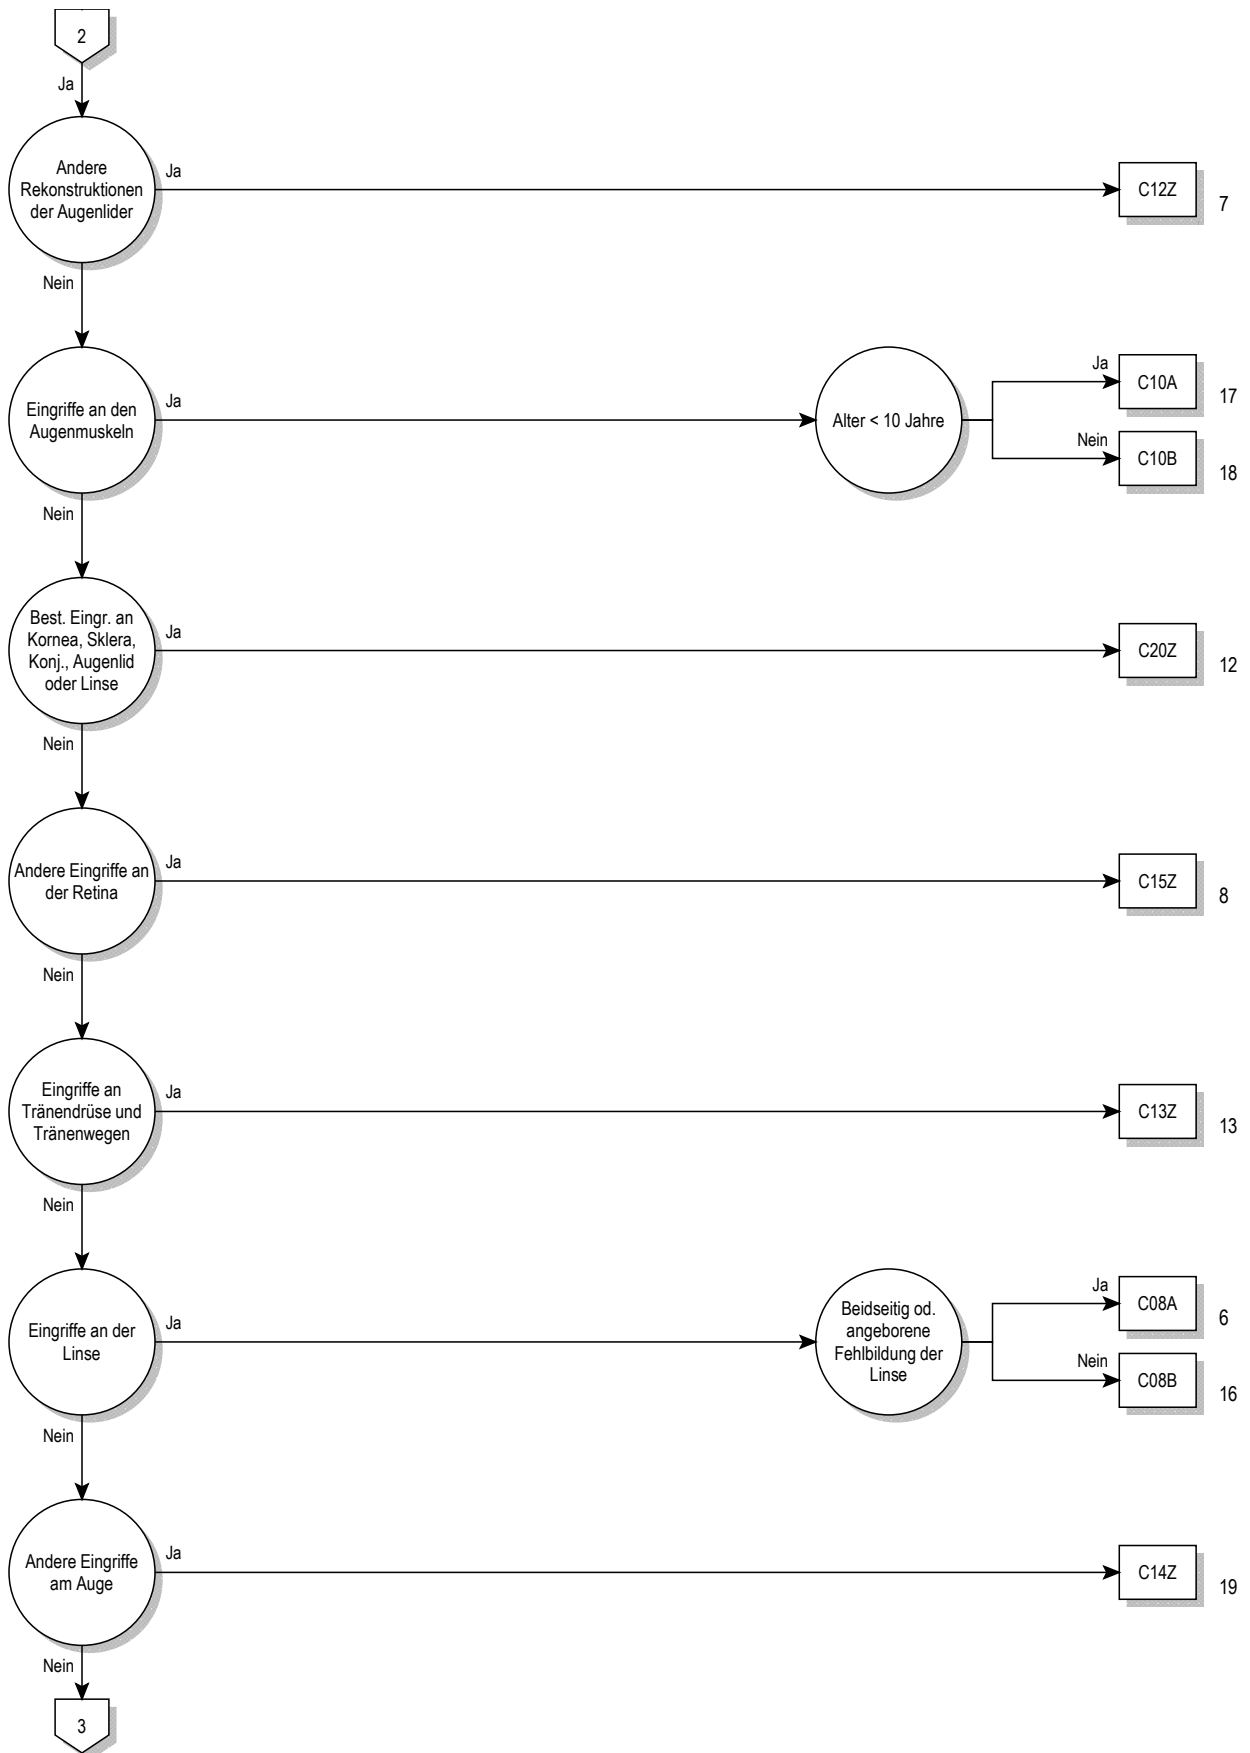 2
Ja
Andere
Rekonstruktionen
der Augenlider
Ja
C12Z
7
Nein
Eingriffe an den
Augenmuskeln
Ja
Alter < 10 Jahre
Ja
C10A
17
Nein
C10B
18
Nein
Best. Eingr. an
Kornea, Sklera,
Konj., Augenlid
oder Linse
Ja
C20Z
12
Nein
Andere Eingriffe an
der Retina
Ja
C15Z
8
Nein
Eingriffe an
Tränendrüse und
Tränenwegen
Ja
C13Z
13
Nein
Eingriffe an der
Linse
Ja
Beidseitig od.
angeborene
Fehlbildung der
Linse
Ja
C08A
6
Nein
C08B
16
Nein
Andere Eingriffe
am Auge
Ja
C14Z
19
Nein
3